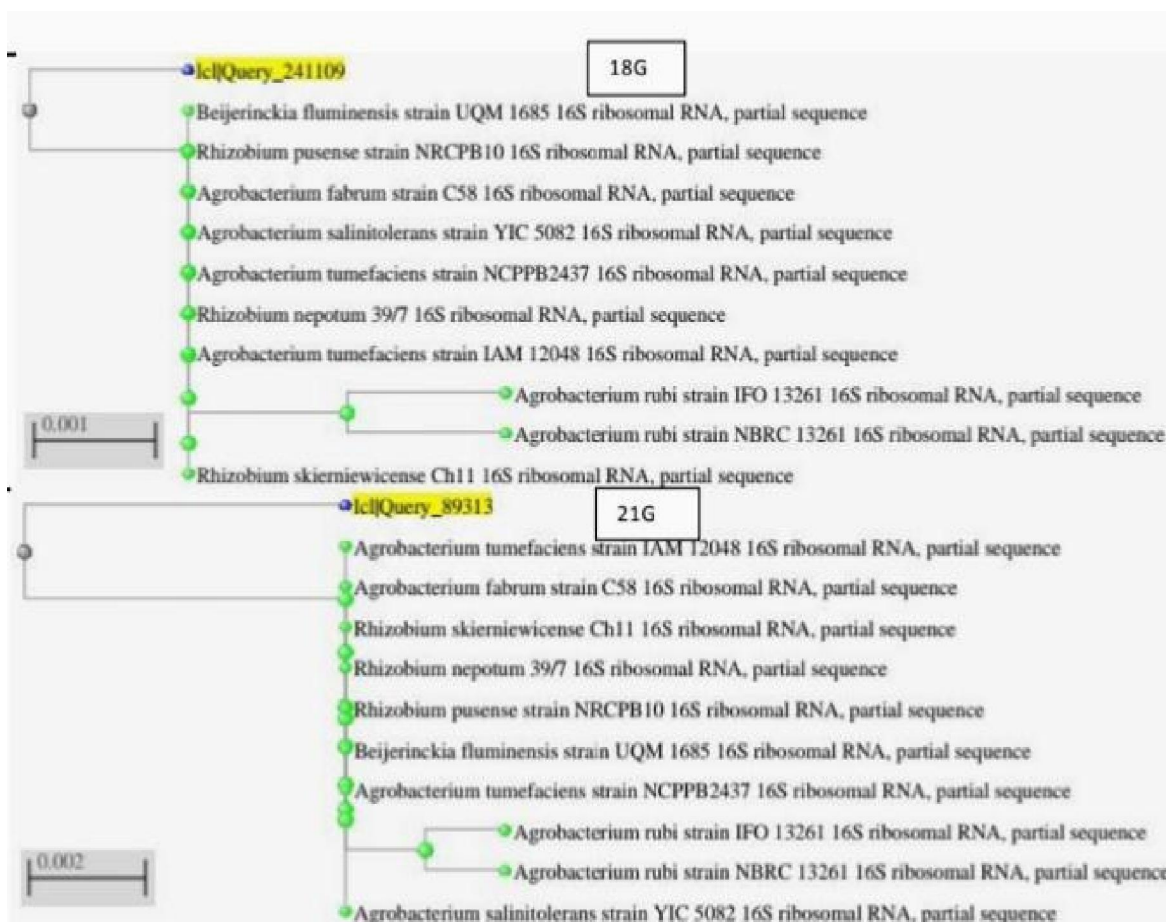 lcl|Query_241109
18G
Beijerinckia fluminensis strain UQM 1685 16S ribosomal RNA, partial sequence
Rhizobium pusense strain NRCPB10 16S ribosomal RNA, partial sequence
Agrobacterium fabrum strain C58 16S ribosomal RNA, partial sequence
Agrobacterium salinitolerans strain YIC 5082 16S ribosomal RNA, partial sequence
Agrobacterium tumefaciens strain NCPPB2437 16S ribosomal RNA, partial sequence
Rhizobium nepotum 39/7 16S ribosomal RNA, partial sequence
Agrobacterium tumefaciens strain IAM 12048 16S ribosomal RNA, partial sequence
Agrobacterium rubi strain IFO 13261 16S ribosomal RNA, partial sequence
0.001
Agrobacterium rubi strain NBRC 13261 16S ribosomal RNA, partial sequence
Rhizobium skierniewicense Ch11 16S ribosomal RNA, partial sequence
lcl|Query_89313
21G
Agrobacterium tumefaciens strain IAM 12048 16S ribosomal RNA, partial sequence
Agrobacterium fabrum strain C58 16S ribosomal RNA, partial sequence
Rhizobium skierniewicense Ch11 16S ribosomal RNA, partial sequence
Rhizobium nepotum 39/7 16S ribosomal RNA, partial sequence
Rhizobium pusense strain NRCPB10 16S ribosomal RNA, partial sequence
Beijerinckia fluminensis strain UQM 1685 16S ribosomal RNA, partial sequence
Agrobacterium tumefaciens strain NCPPB2437 16S ribosomal RNA, partial sequence
Agrobacterium rubi strain IFO 13261 16S ribosomal RNA, partial sequence
0.002
Agrobacterium rubi strain NBRC 13261 16S ribosomal RNA, partial sequence
Agrobacterium salinitolerans strain YIC 5082 16S ribosomal RNA, partial sequence